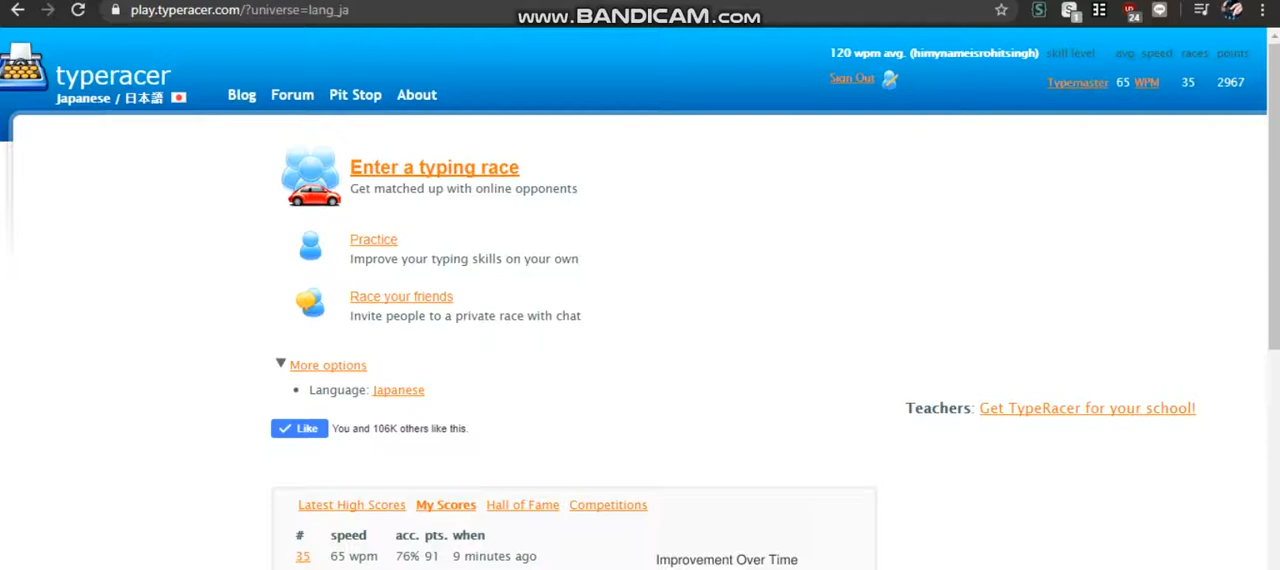 play.typeracer.com/?universe=lang_ja
www.BANDICAM.com
24
1
typeracer
Japanese / 日本語
Blog Forum Pit Stop About
120 wpm avg. (himynameisrohitsingh)
Sign Out
skill level avg. speed races points
Typemaster 65 WPM 35 2967
Enter a typing race
Get matched up with online opponents
Practice
Improve your typing skills on your own
Race your friends
Invite people to a private race with chat
More options
Language: Japanese
Teachers: Get TypeRacer for your school!
Like You and 106K others like this.
Latest High Scores My Scores Hall of Fame Competitions
# speed acc. pts. when
35 65 wpm 76% 91 9 minutes ago
Improvement Over Time